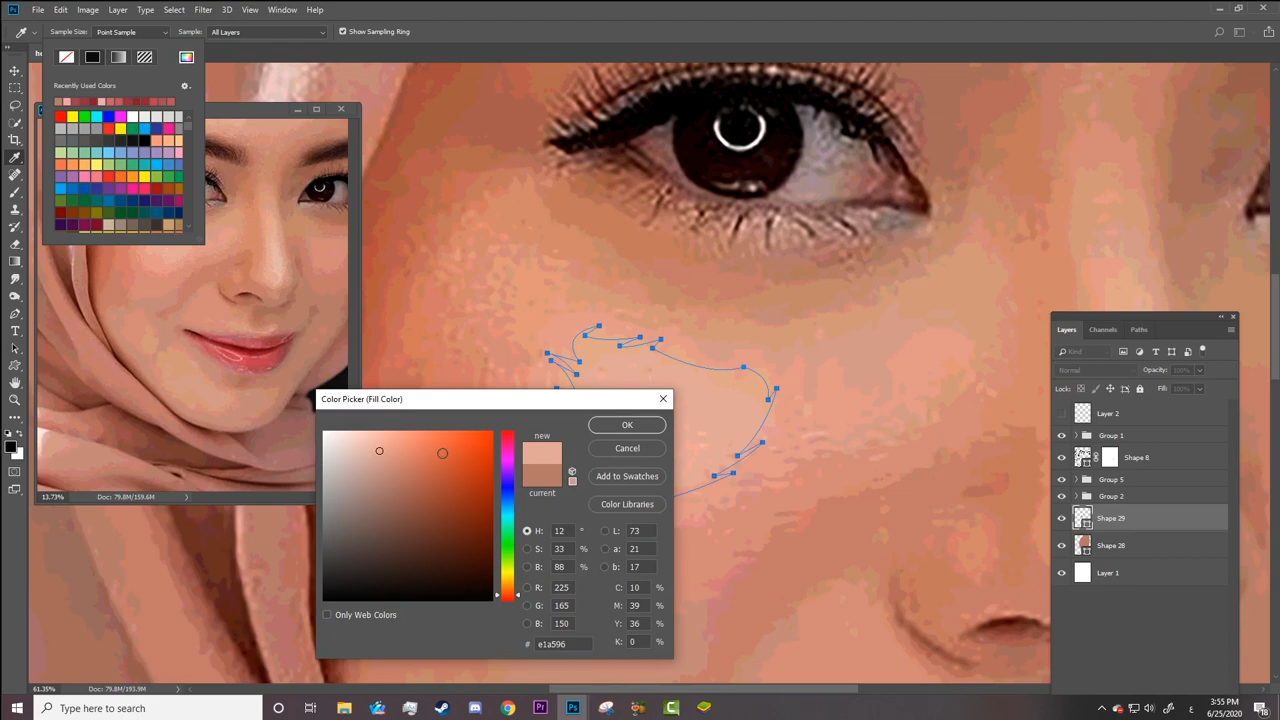 Ps File Edit Image Layer Type Select Filter 3D View Window Help
Sample Size: Point Sample Sample: All Layers Show Sampling Ring
Recently Used Colors
13.73% Doc: 79.8M/159.6M
Color Picker (Fill Color)
new
current
OK
Cancel
Add to Swatches
Color Libraries
H: 12 ° L: 73
S: 33 % a: 21
B: 88 % b: 17
R: 225 C: 10 %
G: 165 M: 39 %
B: 150 Y: 36 %
# e1a596 K: 0 %
Only Web Colors
Layers Channels Paths
Kind
Normal Opacity: 100%
Lock: Fill: 100%
Layer 2
Group 1
Shape 8
Group 5
Group 2
Shape 29
Shape 28
Layer 1
61.35% Doc: 79.8M/193.9M
Type here to search
Pr Ps
3:55 PM
6/25/2020
18